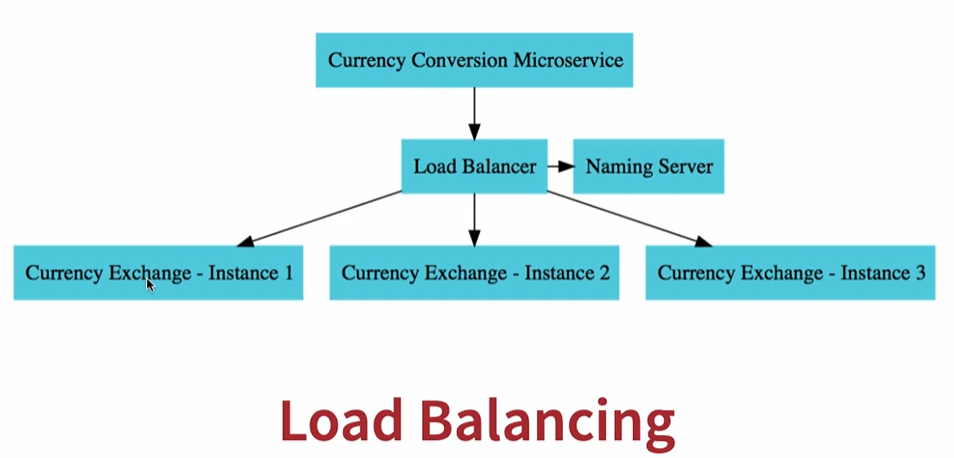 Currency Conversion Microservice
Load Balancer
Naming Server
Currency Exchange - Instance 1
Currency Exchange - Instance 2
Currency Exchange - Instance 3
Load Balancing